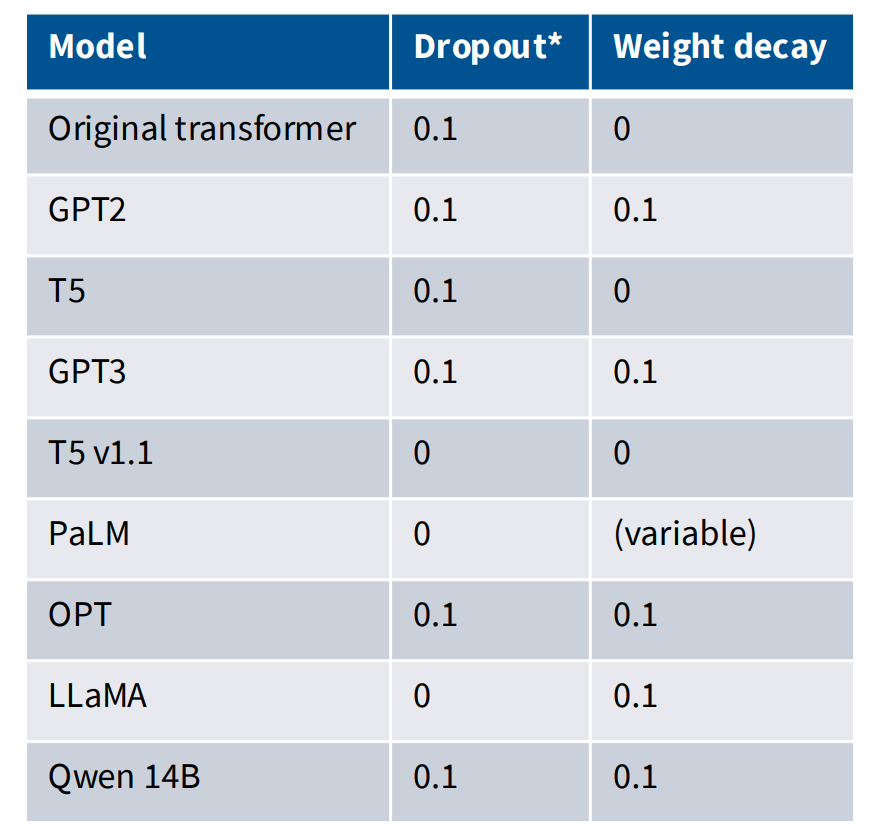 Model Dropout* Weight decay
Original transformer 0.1 0
GPT2 0.1 0.1
T5 0.1 0
GPT3 0.1 0.1
T5 v1.1 0 0
PaLM 0 (variable)
OPT 0.1 0.1
LLaMA 0 0.1
Qwen 14B 0.1 0.1